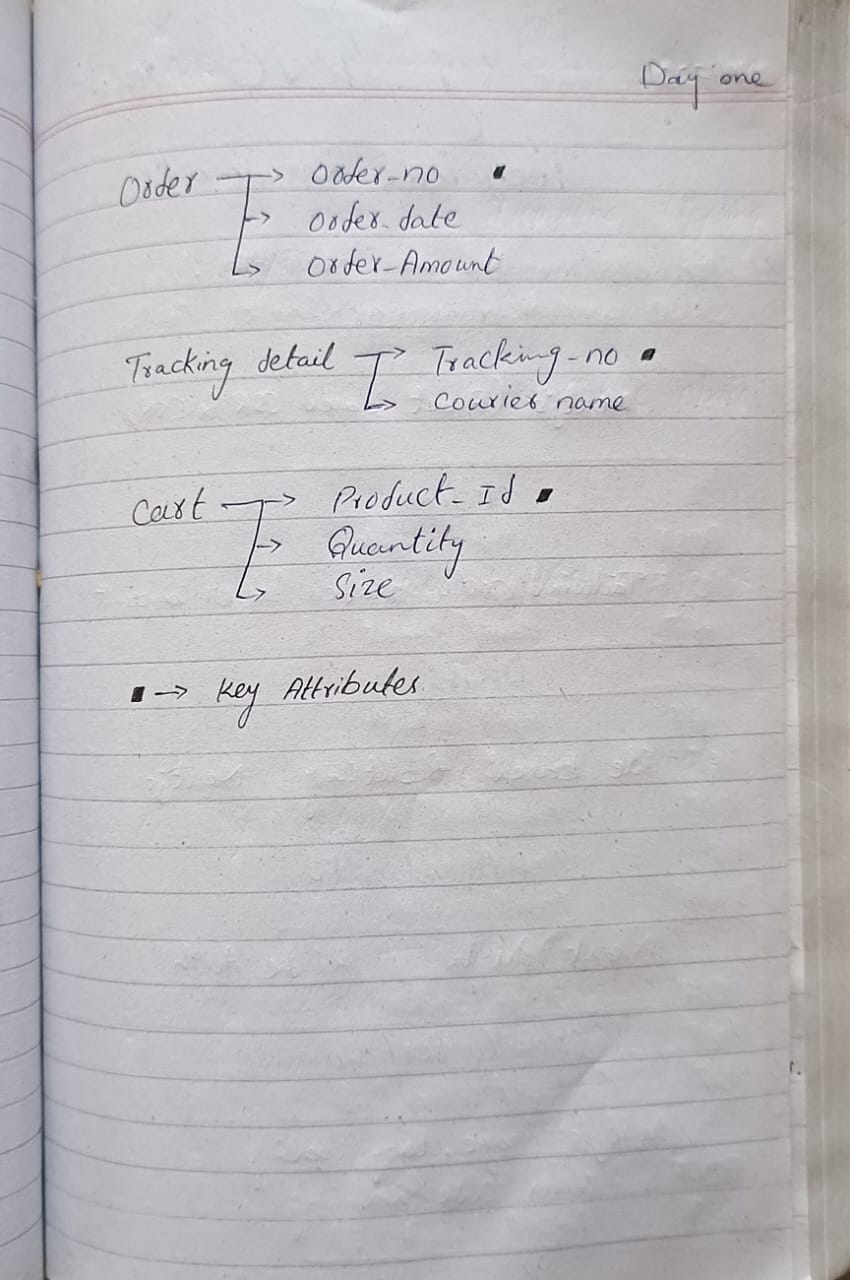 Day one
Order → Order-no ▪
→ Order date
→ Order-Amount
Tracking detail → Tracking-no ▪
→ Courier name
Cart → Product-Id ▪
→ Quantity
→ Size
▪ → Key Attributes